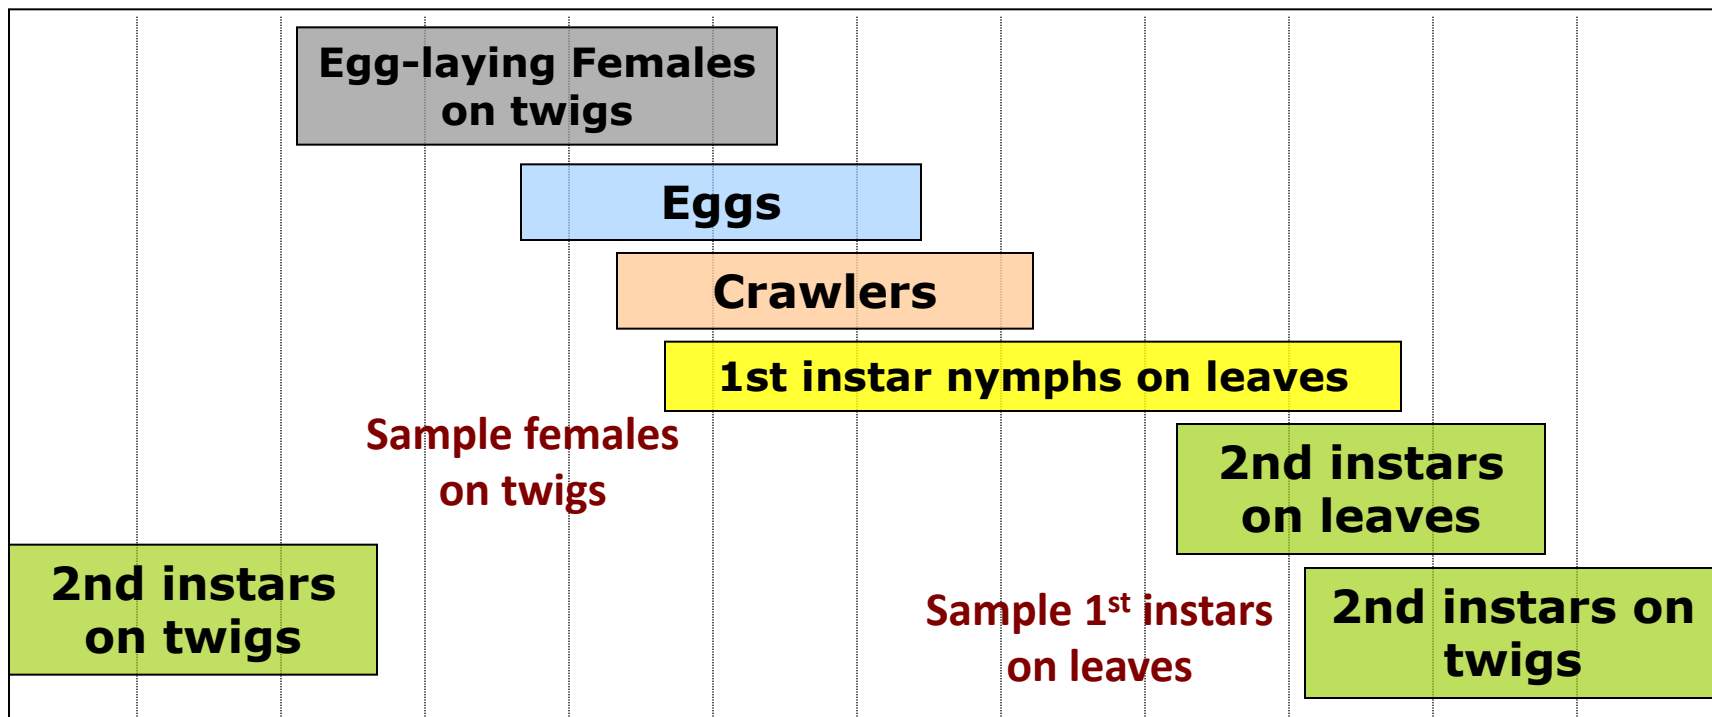 Egg-laying Females
on twigs
Eggs
Crawlers
1st instar nymphs on leaves
Sample females
on twigs
2nd instars
on leaves
2nd instars
on twigs
Sample 1st instars
on leaves
2nd instars on
twigs